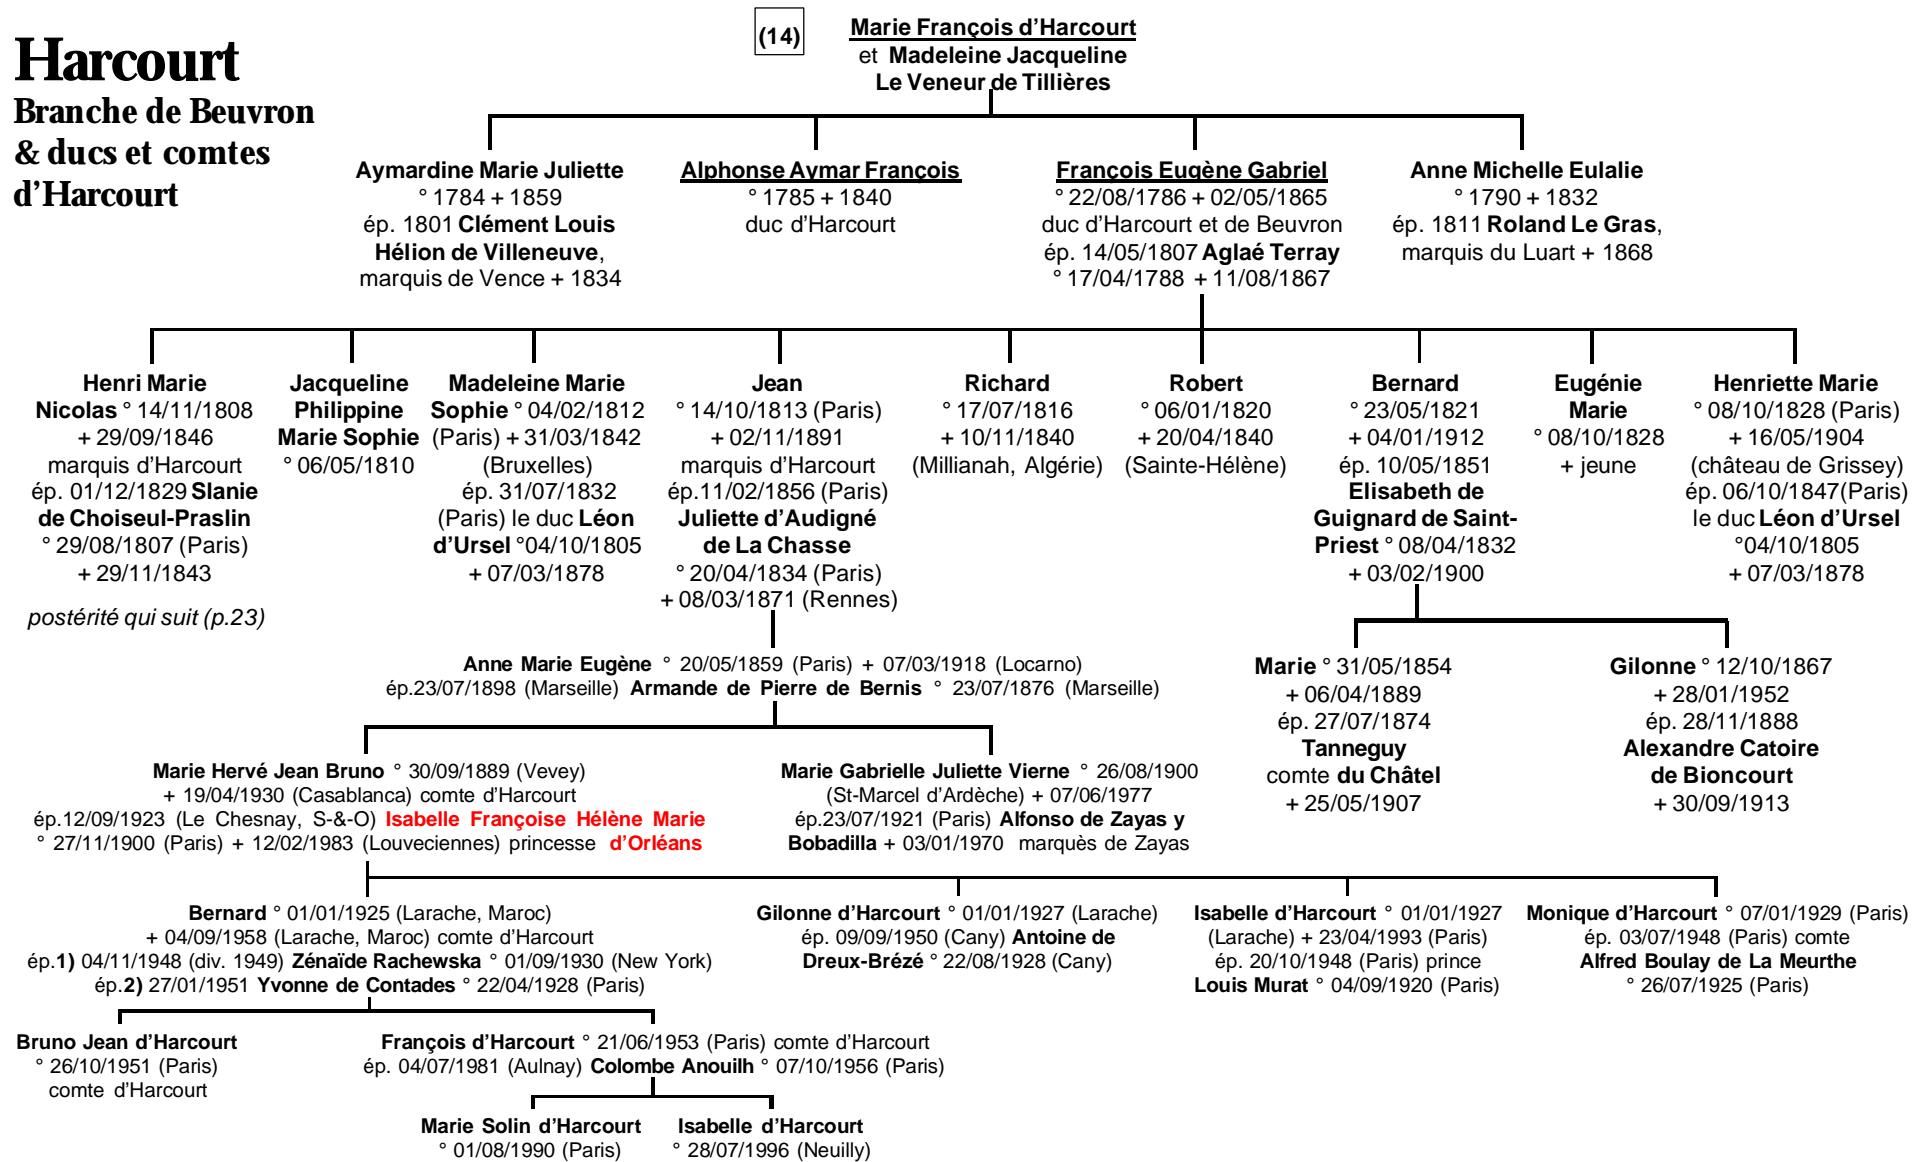 Harcourt
Branche de Beuvron
& ducs et comtes
d’Harcourt
(14)
Marie François d’Harcourt
et Madeleine Jacqueline
Le Veneur de Tillières
Aymardine Marie Juliette
° 1784 + 1859
ép. 1801 Clément Louis
Hélion de Villeneuve,
marquis de Vence + 1834
Alphonse Aymar François
° 1785 + 1840
duc d’Harcourt
François Eugène Gabriel
° 22/08/1786 + 02/05/1865
duc d’Harcourt et de Beuvron
ép. 14/05/1807 Aglaé Terray
° 17/04/1788 + 11/08/1867
Anne Michelle Eulalie
° 1790 + 1832
ép. 1811 Roland Le Gras,
marquis du Luart + 1868
Henri Marie
Nicolas ° 14/11/1808
+ 29/09/1846
marquis d’Harcourt
ép. 01/12/1829 Slanie
de Choiseul-Praslin
° 29/08/1807 (Paris)
+ 29/11/1843
postérité qui suit (p.23)
Jacqueline
Philippine
Marie Sophie
° 06/05/1810
Madeleine Marie
Sophie ° 04/02/1812
(Paris) + 31/03/1842
(Bruxelles)
ép. 31/07/1832
(Paris) le duc Léon
d’Ursel °04/10/1805
+ 07/03/1878
Jean
° 14/10/1813 (Paris)
+ 02/11/1891
marquis d’Harcourt
ép.11/02/1856 (Paris)
Juliette d’Audigné
de La Chasse
° 20/04/1834 (Paris)
+ 08/03/1871 (Rennes)
Richard
° 17/07/1816
+ 10/11/1840
(Millianah, Algérie)
Robert
° 06/01/1820
+ 20/04/1840
(Sainte-Hélène)
Bernard
° 23/05/1821
+ 04/01/1912
ép. 10/05/1851
Elisabeth de
Guignard de Saint-
Priest ° 08/04/1832
+ 03/02/1900
Eugénie
Marie
° 08/10/1828
+ jeune
Henriette Marie
° 08/10/1828 (Paris)
+ 16/05/1904
(château de Grissey)
ép. 06/10/1847(Paris)
le duc Léon d’Ursel
°04/10/1805
+ 07/03/1878
Anne Marie Eugène ° 20/05/1859 (Paris) + 07/03/1918 (Locarno)
ép.23/07/1898 (Marseille) Armande de Pierre de Bernis ° 23/07/1876 (Marseille)
Marie ° 31/05/1854
+ 06/04/1889
ép. 27/07/1874
Tanneguy
comte du Châtel
+ 25/05/1907
Gilonne ° 12/10/1867
+ 28/01/1952
ép. 28/11/1888
Alexandre Catoire
de Bioncourt
+ 30/09/1913
Marie Hervé Jean Bruno ° 30/09/1889 (Vevey)
+ 19/04/1930 (Casablanca) comte d’Harcourt
ép.12/09/1923 (Le Chesnay, S-&-O) Isabelle Françoise Hélène Marie
° 27/11/1900 (Paris) + 12/02/1983 (Louveciennes) princesse d’Orléans
Marie Gabrielle Juliette Vierne ° 26/08/1900
(St-Marcel d’Ardèche) + 07/06/1977
ép.23/07/1921 (Paris) Alfonso de Zayas y
Bobadilla + 03/01/1970 marquès de Zayas
Bernard ° 01/01/1925 (Larache, Maroc)
+ 04/09/1958 (Larache, Maroc) comte d’Harcourt
ép.1) 04/11/1948 (div. 1949) Zénaïde Rachewska ° 01/09/1930 (New York)
ép.2) 27/01/1951 Yvonne de Contades ° 22/04/1928 (Paris)
Gilonne d’Harcourt ° 01/01/1927 (Larache)
ép. 09/09/1950 (Cany) Antoine de
Dreux-Brézé ° 22/08/1928 (Cany)
Isabelle d’Harcourt ° 01/01/1927
(Larache) + 23/04/1993 (Paris)
ép. 20/10/1948 (Paris) prince
Louis Murat ° 04/09/1920 (Paris)
Monique d’Harcourt ° 07/01/1929 (Paris)
ép. 03/07/1948 (Paris) comte
Alfred Boulay de La Meurthe
° 26/07/1925 (Paris)
Bruno Jean d’Harcourt
° 26/10/1951 (Paris)
comte d’Harcourt
François d’Harcourt ° 21/06/1953 (Paris) comte d’Harcourt
ép. 04/07/1981 (Aulnay) Colombe Anouilh ° 07/10/1956 (Paris)
Marie Solin d’Harcourt
° 01/08/1990 (Paris)
Isabelle d’Harcourt
° 28/07/1996 (Neuilly)